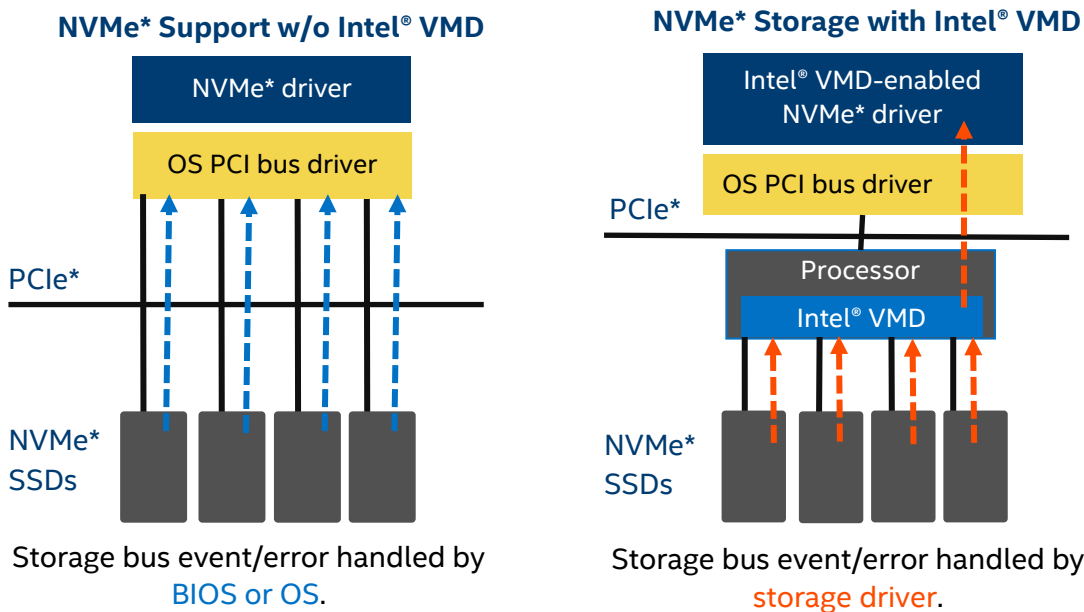 NVMe* Support w/o Intel® VMD
NVMe* driver
OS PCI bus driver
PCIe*
NVMe*
SSDs
Storage bus event/error handled by
BIOS or OS.
NVMe* Storage with Intel® VMD
Intel® VMD-enabled
NVMe* driver
OS PCI bus driver
PCIe*
Processor
Intel® VMD
NVMe*
SSDs
Storage bus event/error handled by
storage driver.